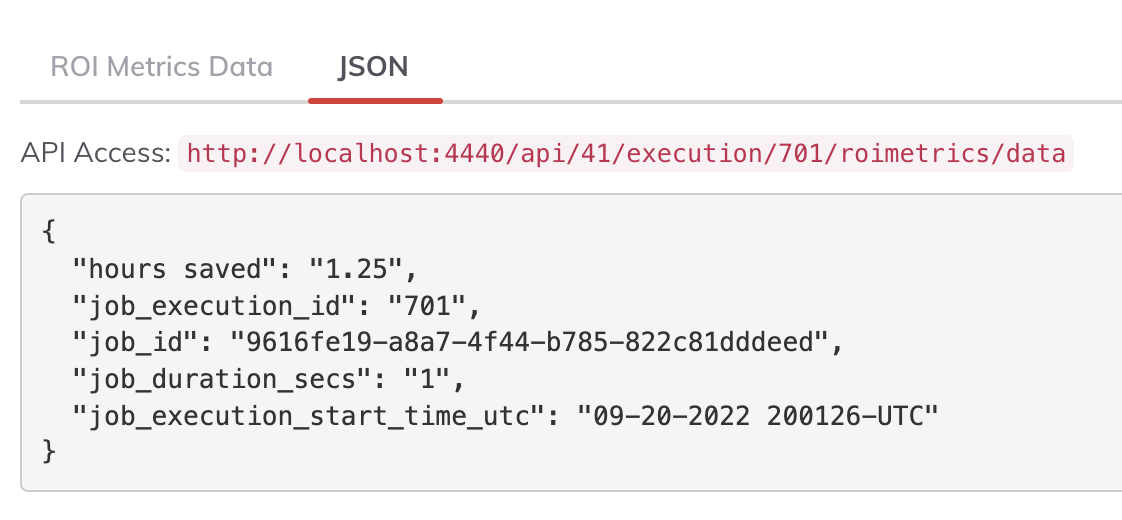 ROI Metrics Data JSON
API Access: http://localhost:4440/api/41/execution/701/roimetrics/data
{
"hours saved": "1.25",
"job_execution_id": "701",
"job_id": "9616fe19-a8a7-4f44-b785-822c81dddeed",
"job_duration_secs": "1",
"job_execution_start_time_utc": "09-20-2022 200126-UTC"
}